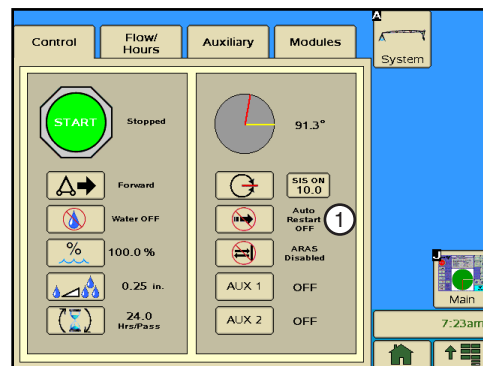 A
System
Control
Flow/
Hours
Auxiliary
Modules
START
Stopped
91.3°
Forward
SIS ON
10.0
Water OFF
Auto
Restart
OFF
1
%
100.0 %
ARAS
Disabled
0.25 in.
AUX 1
OFF
24.0
Hrs/Pass
AUX 2
OFF
J
Main
7:23am